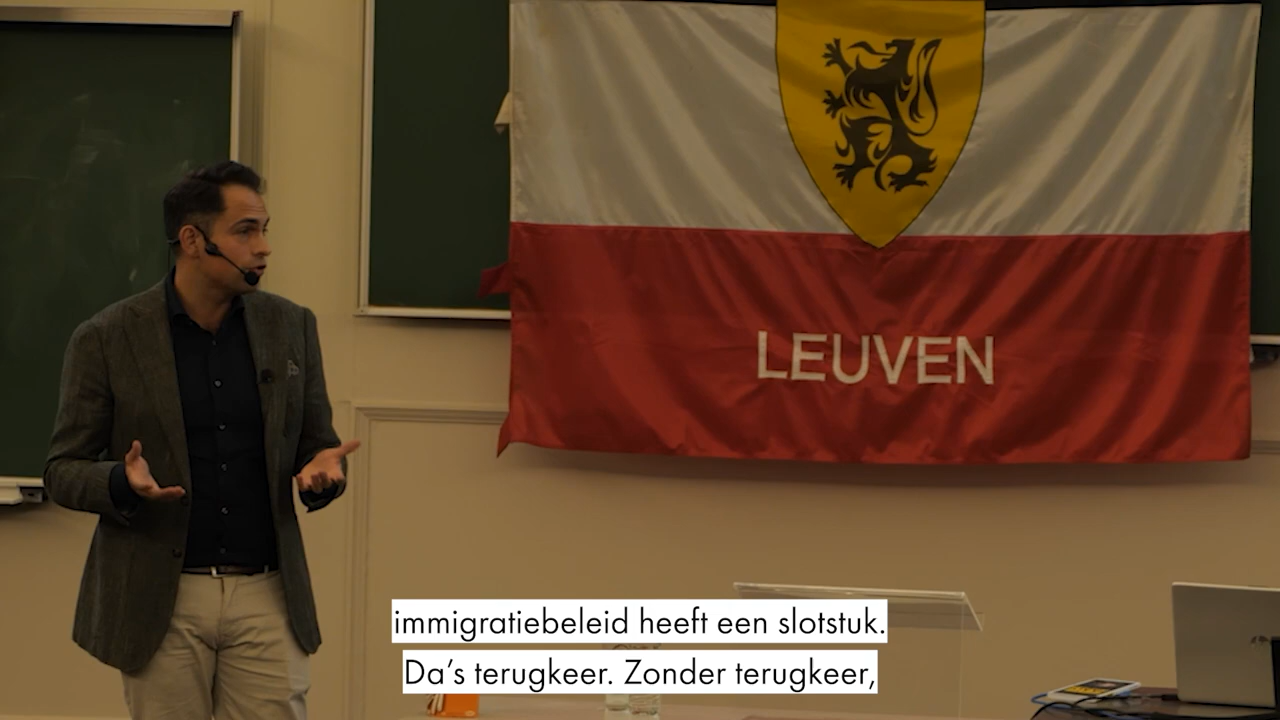 LEUVEN
immigratiebeleid heeft een slotstuk.
Da's terugkeer. Zonder terugkeer,